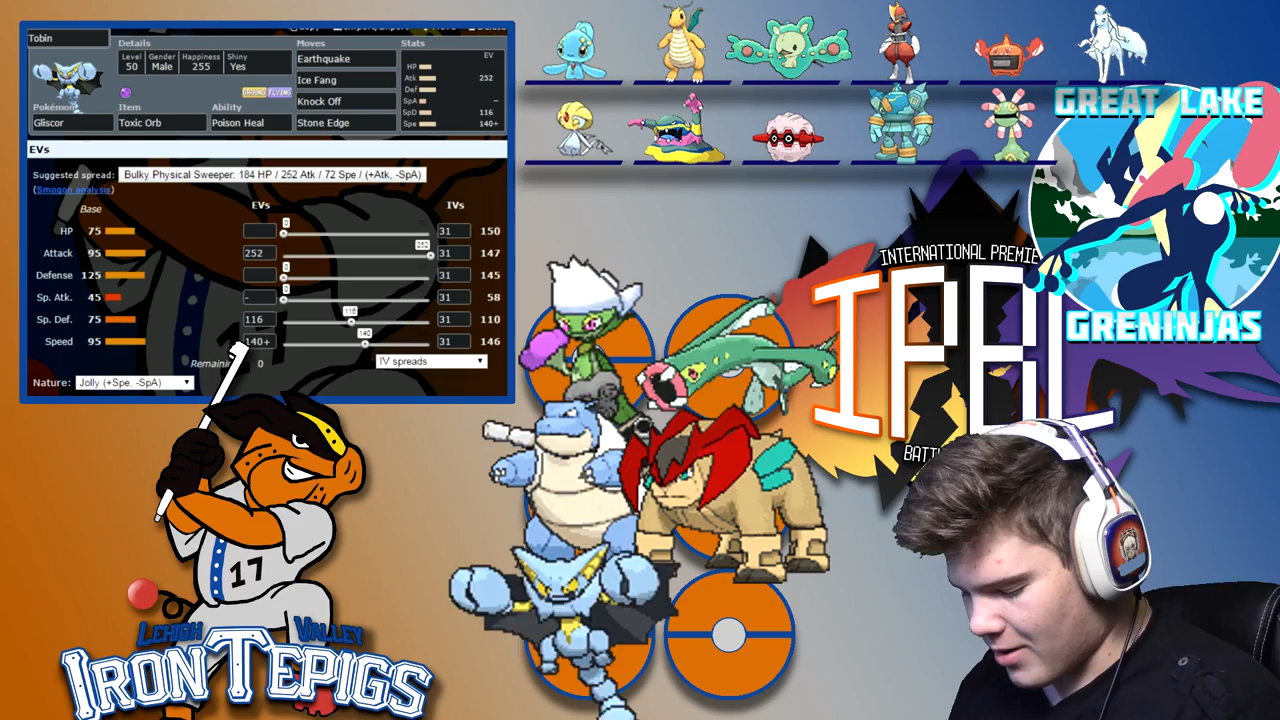 Tobin
Details
Level Gender Happiness Shiny
50 Male 255 Yes
GROUND FLYING
Pokémon
Gliscor
Item
Toxic Orb
Ability
Poison Heal
Moves
Earthquake
Ice Fang
Knock Off
Stone Edge
Stats
EV
HP
Atk 252
Def
SpA –
SpD 116
Spe 140+
EVs
Suggested spread: Bulky Physical Sweeper: 184 HP / 252 Atk / 72 Spe / (+Atk, -SpA)
(Smogon analysis)
Base EVs IVs
HP 75 0 31 150
Attack 95 252 252 31 147
Defense 125 0 31 145
Sp. Atk. 45 - 0 31 58
Sp. Def. 75 116 116 31 110
Speed 95 140+ 140 31 146
0 IV spreads
Nature: Jolly (+Spe, -SpA)
GREAT LAKE
GRENINJAS
IPBL
17
LEHIGH VALLEY
IRONTEPIGS